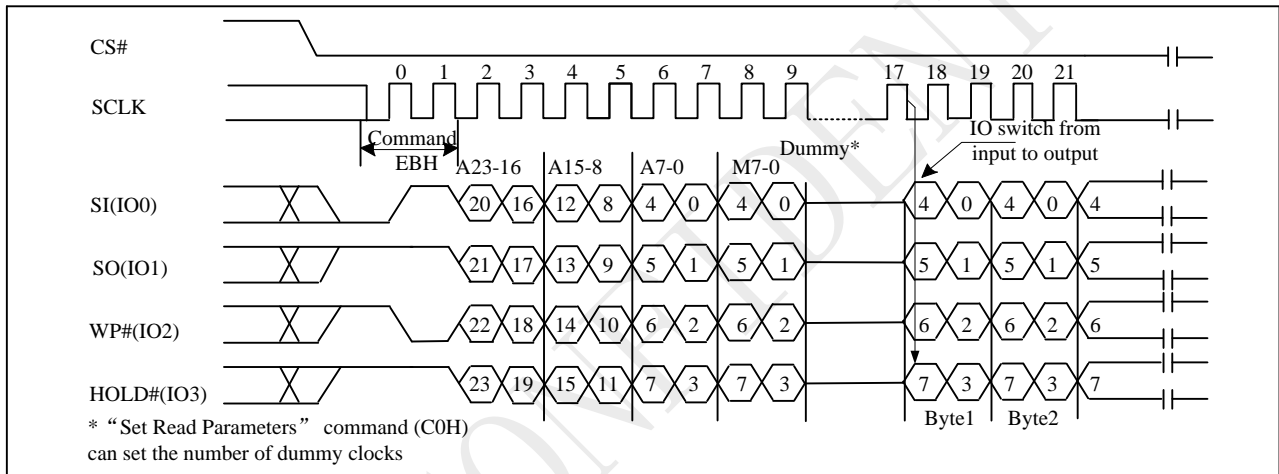 CS#
0 1 2 3 4 5 6 7 8 9 17 18 19 20 21
SCLK
Command
EBH
Dummy*
IO switch from
input to output
A23-16 A15-8 A7-0 M7-0
SI(IO0) 20 16 12 8 4 0 4 0 4 0 4 0 4
SO(IO1) 21 17 13 9 5 1 5 1 5 1 5 1 5
WP#(IO2) 22 18 14 10 6 2 6 2 6 2 6 2 6
HOLD#(IO3) 23 19 15 11 7 3 7 3 7 3 7 3 7
Byte1 Byte2
* “Set Read Parameters” command (C0H)
can set the number of dummy clocks
CONFIDENT